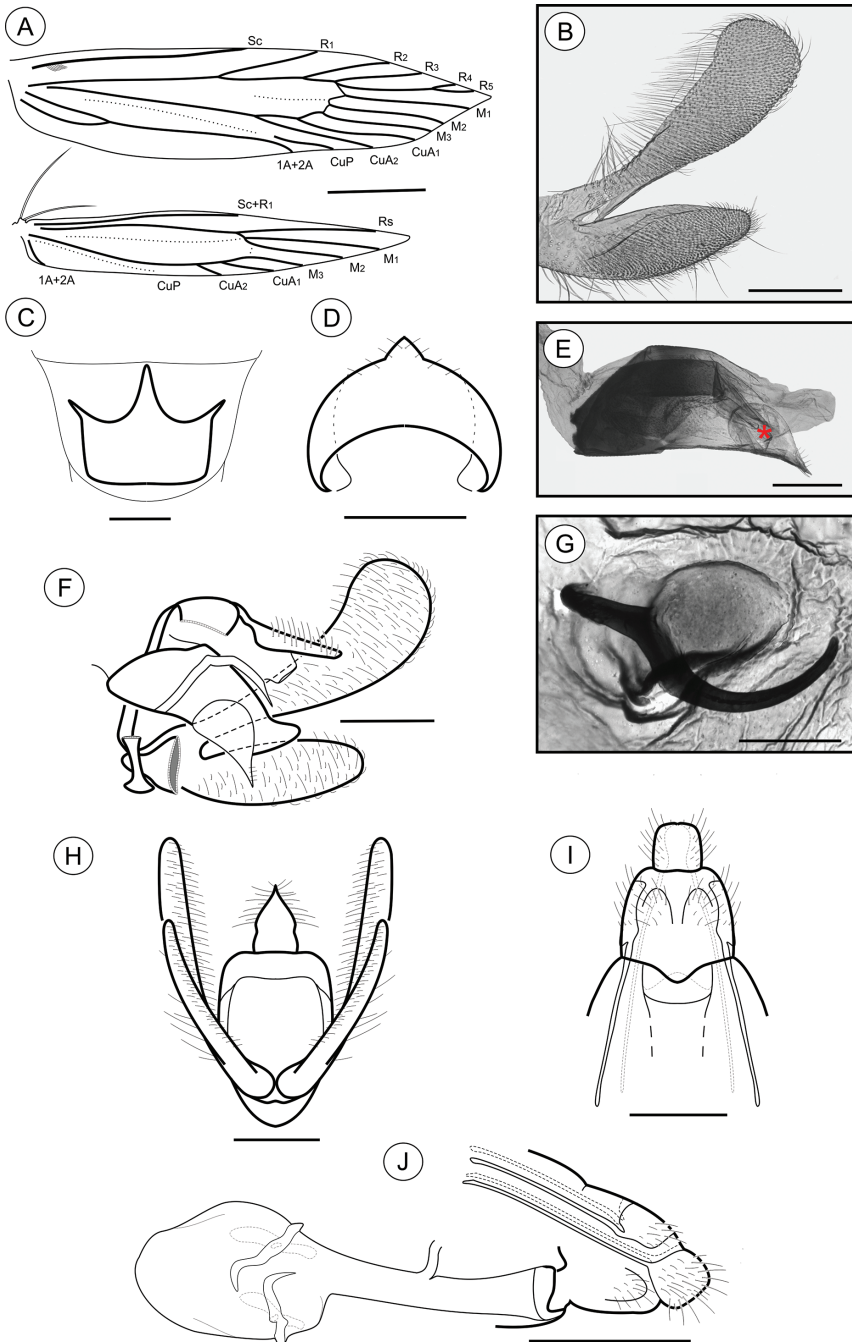 A
Sc
R1
R2
R3
R4
R5
M1
M2
M3
CuA1
CuA2
CuP
1A+2A
Sc+R1
Rs
M1
M2
M3
CuA1
CuA2
CuP
1A+2A
B
C
D
E
*
F
G
H
I
J